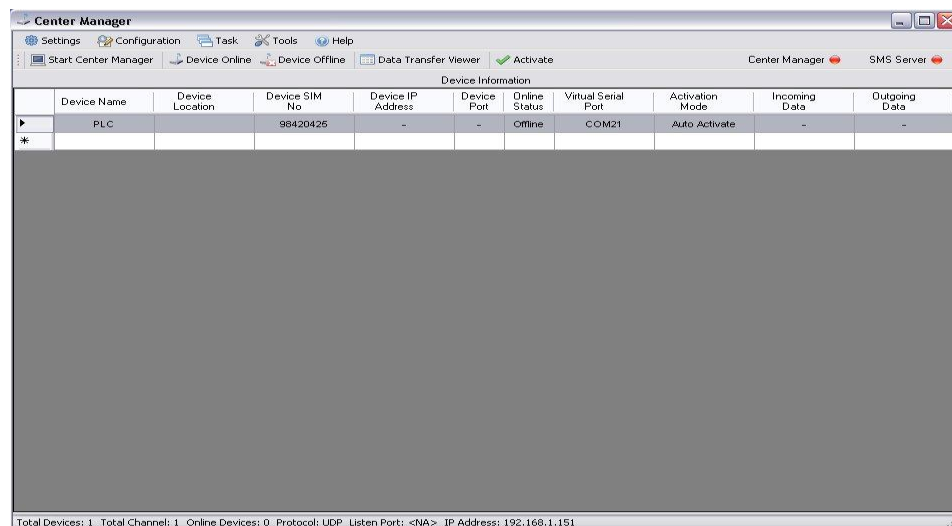 Center Manager
Settings Configuration Task Tools Help
Start Center Manager Device Online Device Offline Data Transfer Viewer Activate Center Manager SMS Server
Device Information
Device Name Device Location Device SIM No Device IP Address Device Port Online Status Virtual Serial Port Activation Mode Incoming Data Outgoing Data
PLC 98420425 - - Offline COM21 Auto Activate - -
Total Devices: 1 Total Channel: 1 Online Devices: 0 Protocol: UDP Listen Port: <NA> IP Address: 192.168.1.151